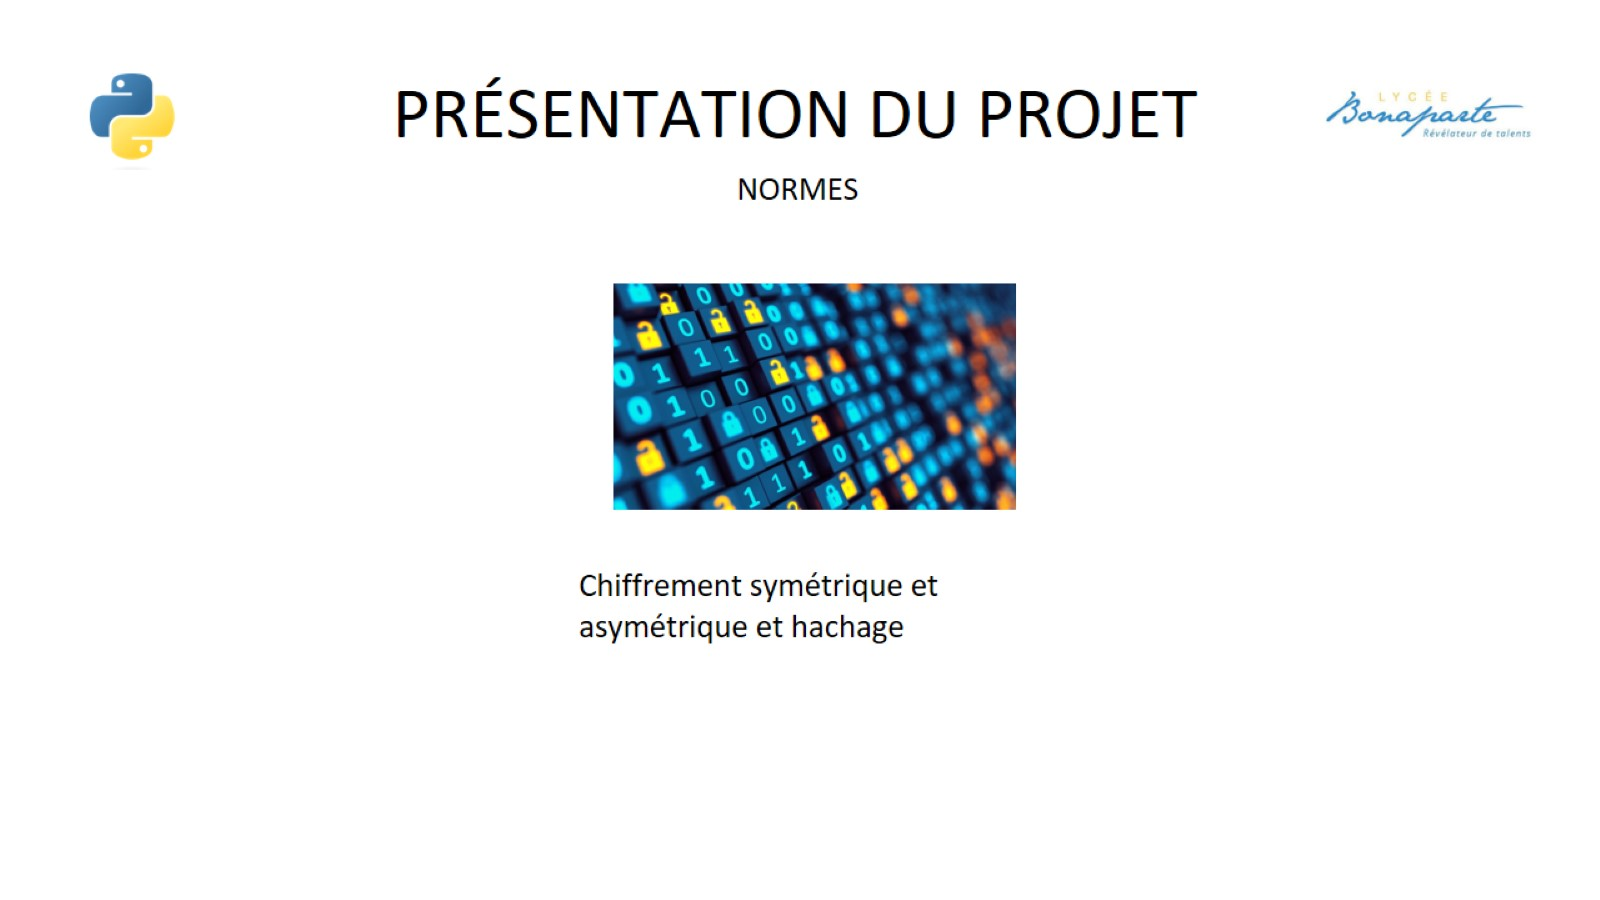 PRÉSENTATION DU PROJET
LYCÉE
Bonaparte
Révélateur de talents
NORMES
Chiffrement symétrique et
asymétrique et hachage